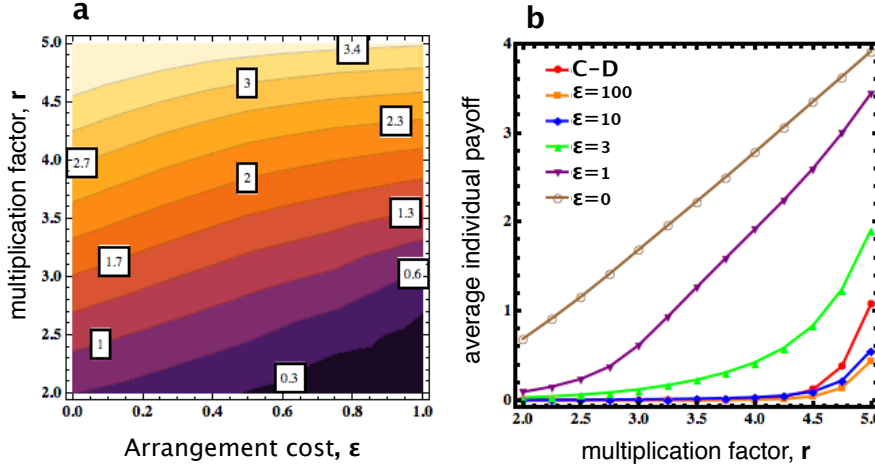 a
5.0
4.5
4.0
3.5
3.0
2.5
2.0
multiplication factor, r
3.4
3
2.7
2.3
2
1.7
1.3
1
0.6
0.3
0.0
0.2
0.4
0.6
0.8
1.0
Arrangement cost, ε
b
4
3
2
1
0
average individual payoff
C-D
ε=100
ε=10
ε=3
ε=1
ε=0
2.0
2.5
3.0
3.5
4.0
4.5
5.0
multiplication factor, r